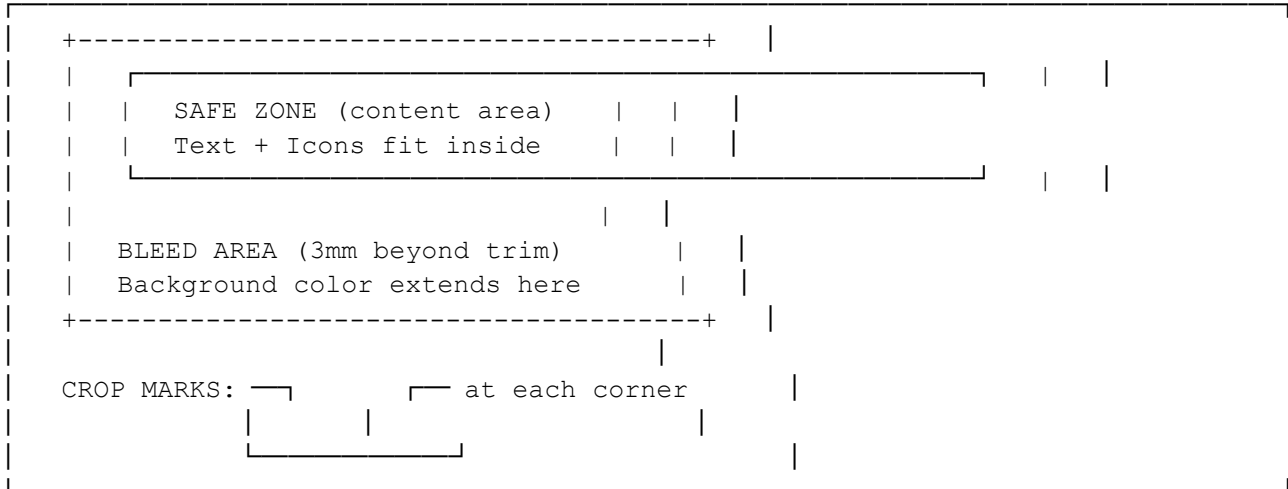 SAFE ZONE (content area)
Text + Icons fit inside
BLEED AREA (3mm beyond trim)
Background color extends here
CROP MARKS: at each corner